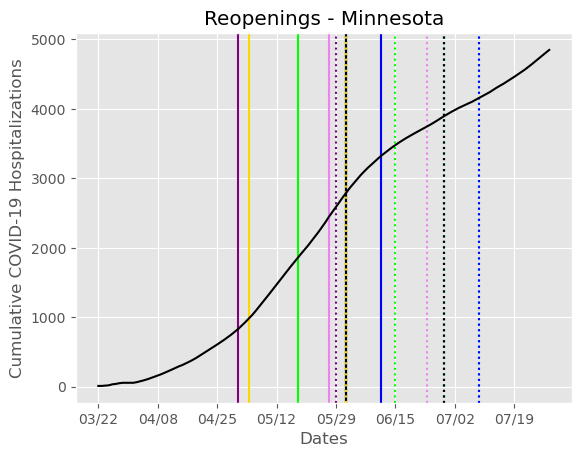 Reopenings - Minnesota
Cumulative COVID-19 Hospitalizations
5000
4000
3000
2000
1000
0
03/22 04/08 04/25 05/12 05/29 06/15 07/02 07/19
Dates